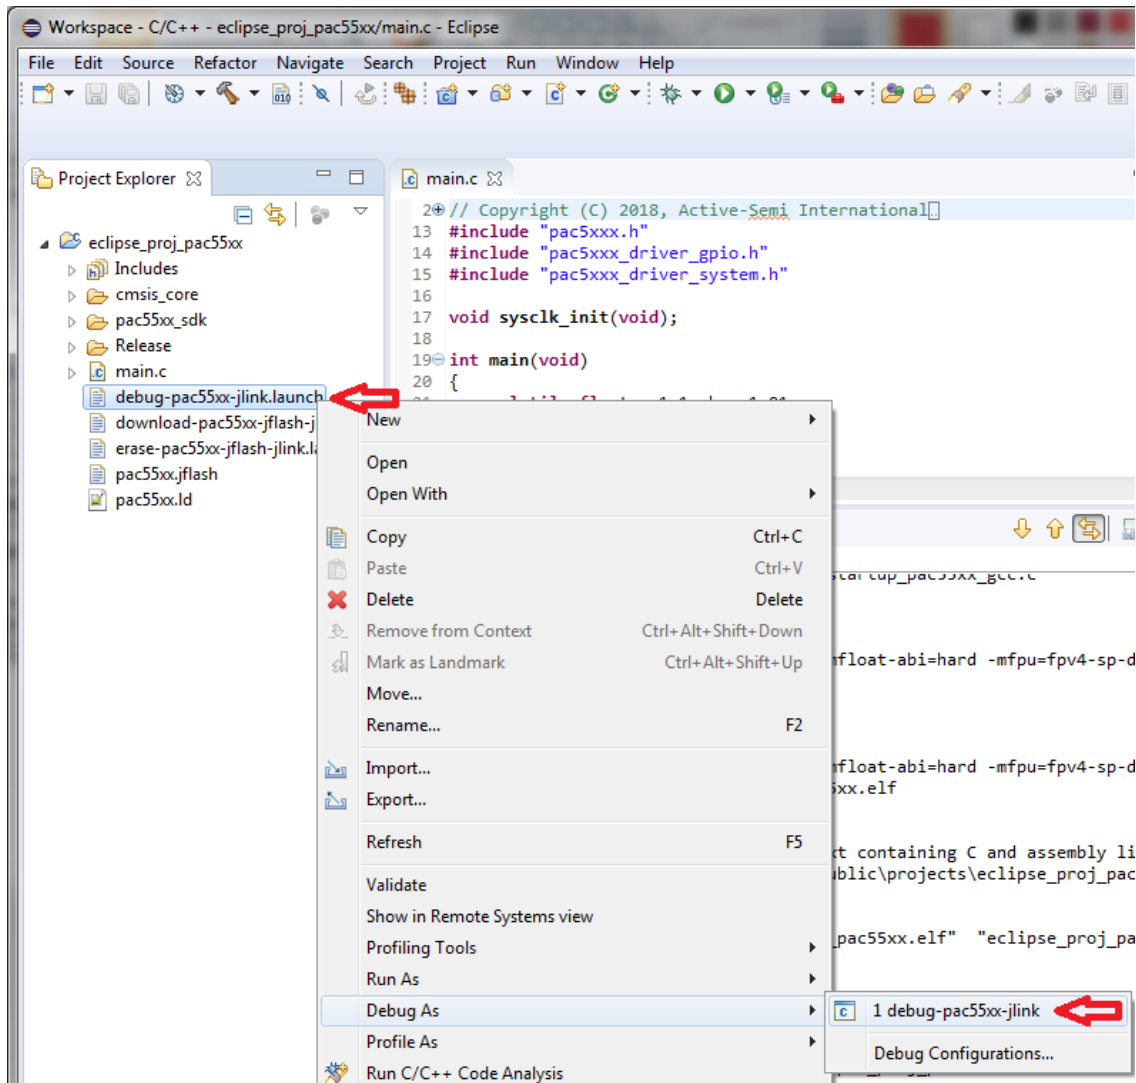 Workspace - C/C++ - eclipse_proj_pac55xx/main.c - Eclipse
File Edit Source Refactor Navigate Search Project Run Window Help
Project Explorer
eclipse_proj_pac55xx
Includes
cmsis_core
pac55xx_sdk
Release
main.c
debug-pac55xx-jlink.launch
download-pac55xx-jflash-j
erase-pac55xx-jflash-jlink.la
pac55xx.jflash
pac55xx.ld
main.c
2 // Copyright (C) 2018, Active-Semi International
13 #include "pac5xxx.h"
14 #include "pac5xxx_driver_gpio.h"
15 #include "pac5xxx_driver_system.h"
16
17 void sysclk_init(void);
18
19 int main(void)
20 {
New
Open
Open With
Copy Ctrl+C
Paste Ctrl+V
Delete Delete
Remove from Context Ctrl+Alt+Shift+Down
Mark as Landmark Ctrl+Alt+Shift+Up
Move...
Rename... F2
Import...
Export...
Refresh F5
Validate
Show in Remote Systems view
Profiling Tools
Run As
Debug As
Profile As
Run C/C++ Code Analysis
1 debug-pac55xx-jlink
Debug Configurations...
startup_pac55xx_gcc.c
mfloat-abi=hard -mfpu=fpv4-sp-d
mfloat-abi=hard -mfpu=fpv4-sp-d
xx.elf
t containing C and assembly li
ublic\projects\eclipse_proj_pac
_pac55xx.elf" "eclipse_proj_pa